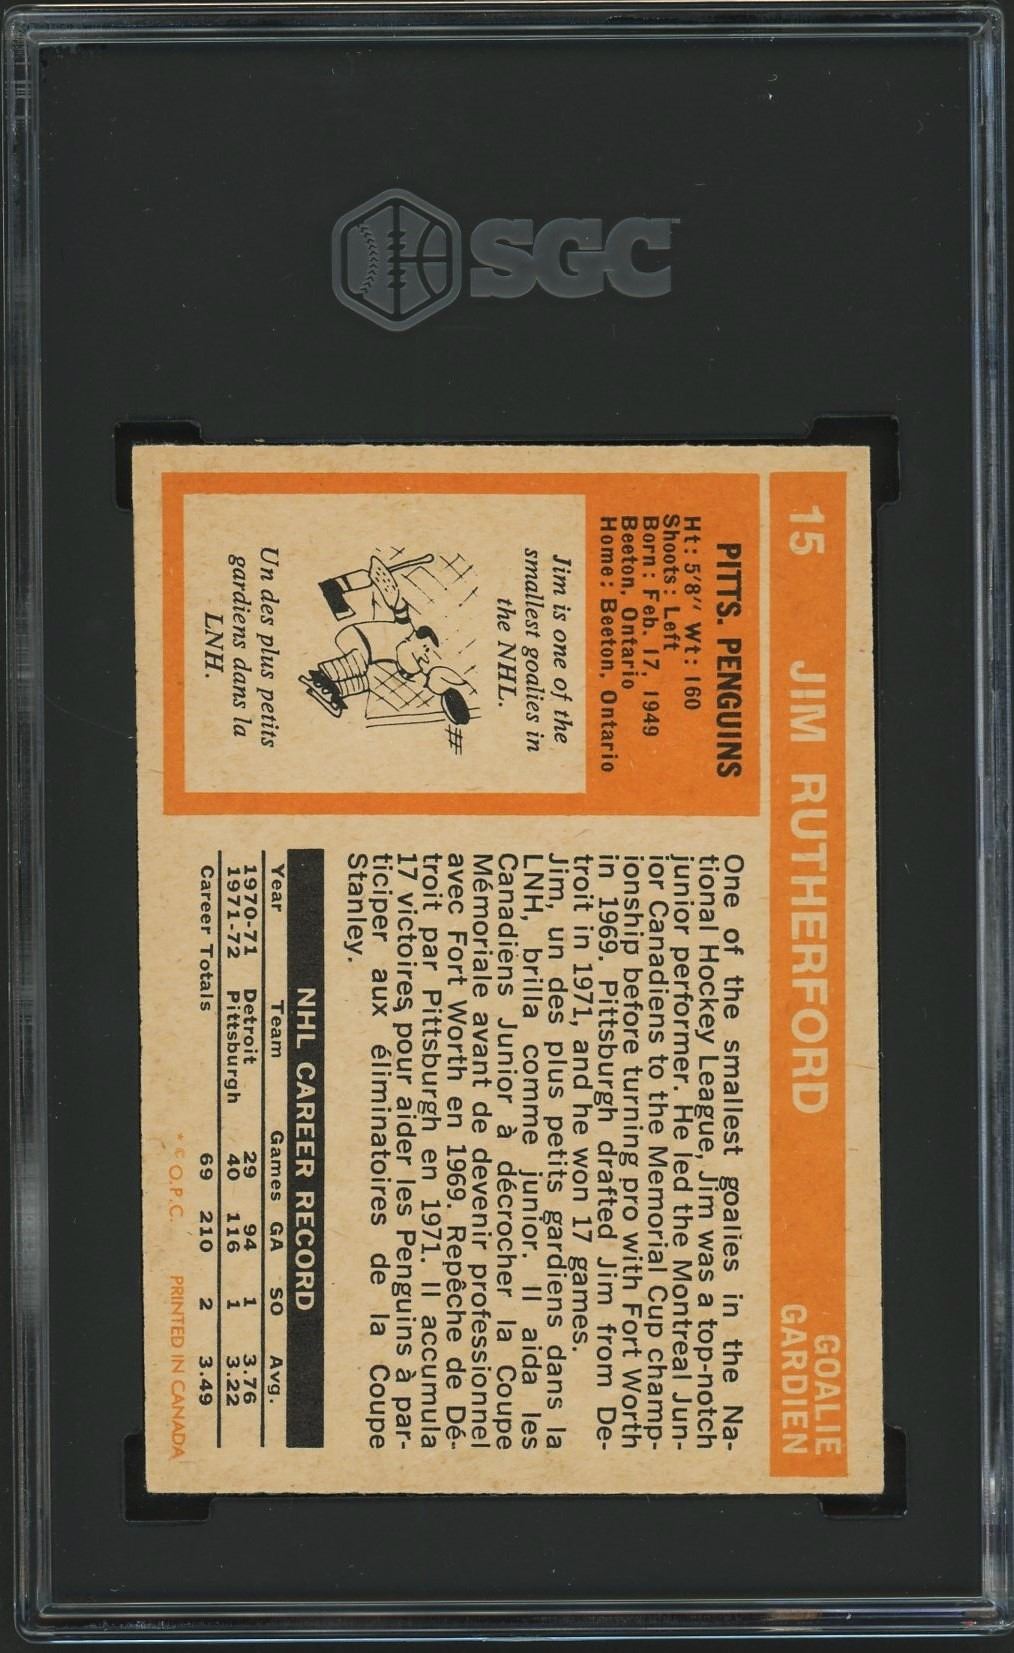 SGC
15 JIM RUTHERFORD
GOALIE
GARDIEN
PITTS. PENGUINS
Ht: 5'8" Wt: 160
Shoots: Left
Born: Feb. 17, 1949
Beeton, Ontario
Home: Beeton, Ontario
Jim is one of the
smallest goalies in
the NHL.
Un des plus petits
gardiens dans la
LNH.
One of the smallest goalies in the Na-
tional Hockey League, Jim was a top-notch
junior performer. He led the Montreal Jun-
ior Canadiens to the Memorial Cup champ-
ionship before turning pro with Fort Worth
in 1969. Pittsburgh drafted Jim from De-
troit in 1971, and he won 17 games.
Jim, un des plus petits gardiens dans la
LNH, brilla comme junior. Il aida les
Canadiens Junior à décrocher la Coupe
Mémoriale avant de devenir professionnel
avec Fort Worth en 1969. Repêche de Dé-
troit par Pittsburgh en 1971. Il accumula
17 victoires, pour aider les Penguins à par-
ticiper aux éliminatoires de la Coupe
Stanley.
NHL CAREER RECORD
Year Team Games GA SO Avg.
1970-71 Detroit 29 94 1 3.76
1971-72 Pittsburgh 40 116 1 3.22
Career Totals 69 210 2 3.49
* © O.P.C. PRINTED IN CANADA